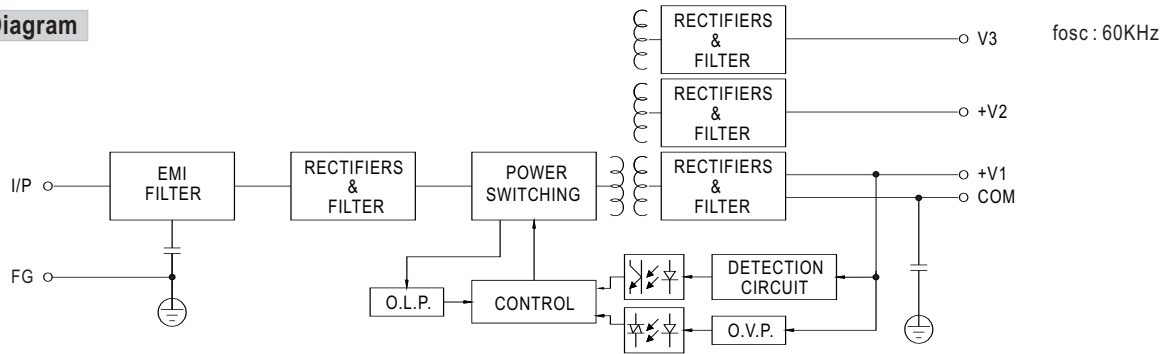 Diagram
RECTIFIERS
&
FILTER
V3
fosc : 60KHz
RECTIFIERS
&
FILTER
+V2
I/P
EMI
FILTER
RECTIFIERS
&
FILTER
POWER
SWITCHING
RECTIFIERS
&
FILTER
+V1
COM
FG
O.L.P.
CONTROL
DETECTION
CIRCUIT
O.V.P.